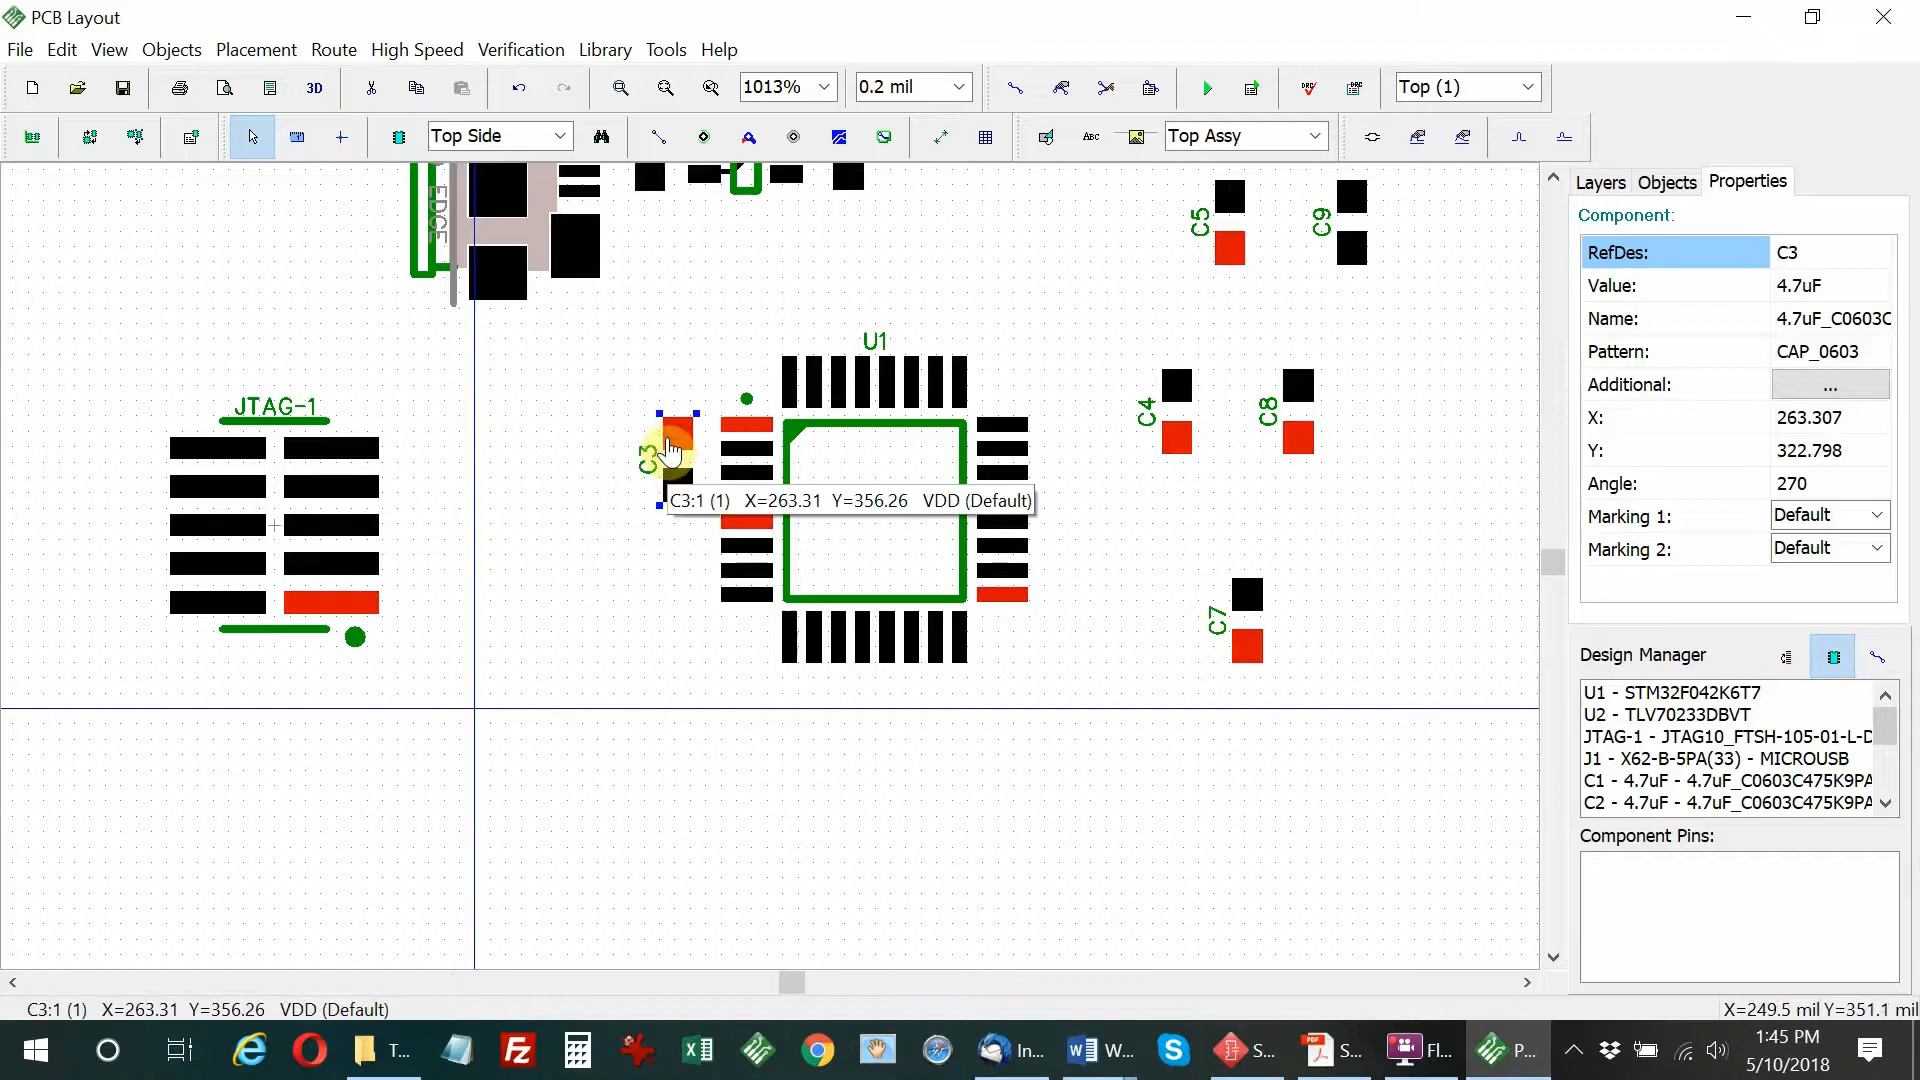 PCB Layout
File Edit View Objects Placement Route High Speed Verification Library Tools Help
3D 1013% 0.2 mil DRC Top (1)
Top Side ABC Top Assy
EDGE
C5 C9
U1
JTAG-1
C3
C4 C8
C7
C3:1 (1) X=263.31 Y=356.26 VDD (Default)
Layers Objects Properties
Component:
RefDes: C3
Value: 4.7uF
Name: 4.7uF_C0603C
Pattern: CAP_0603
Additional: ...
X: 263.307
Y: 322.798
Angle: 270
Marking 1: Default
Marking 2: Default
Design Manager
U1 - STM32F042K6T7
U2 - TLV70233DBVT
JTAG-1 - JTAG10_FTSH-105-01-L-D
J1 - X62-B-5PA(33) - MICROUSB
C1 - 4.7uF - 4.7uF_C0603C475K9PA
C2 - 4.7uF - 4.7uF_C0603C475K9PA
Component Pins:
C3:1 (1) X=263.31 Y=356.26 VDD (Default)
X=249.5 mil Y=351.1 mil
T... In... W... S... S... Fl... P...
1:45 PM
5/10/2018